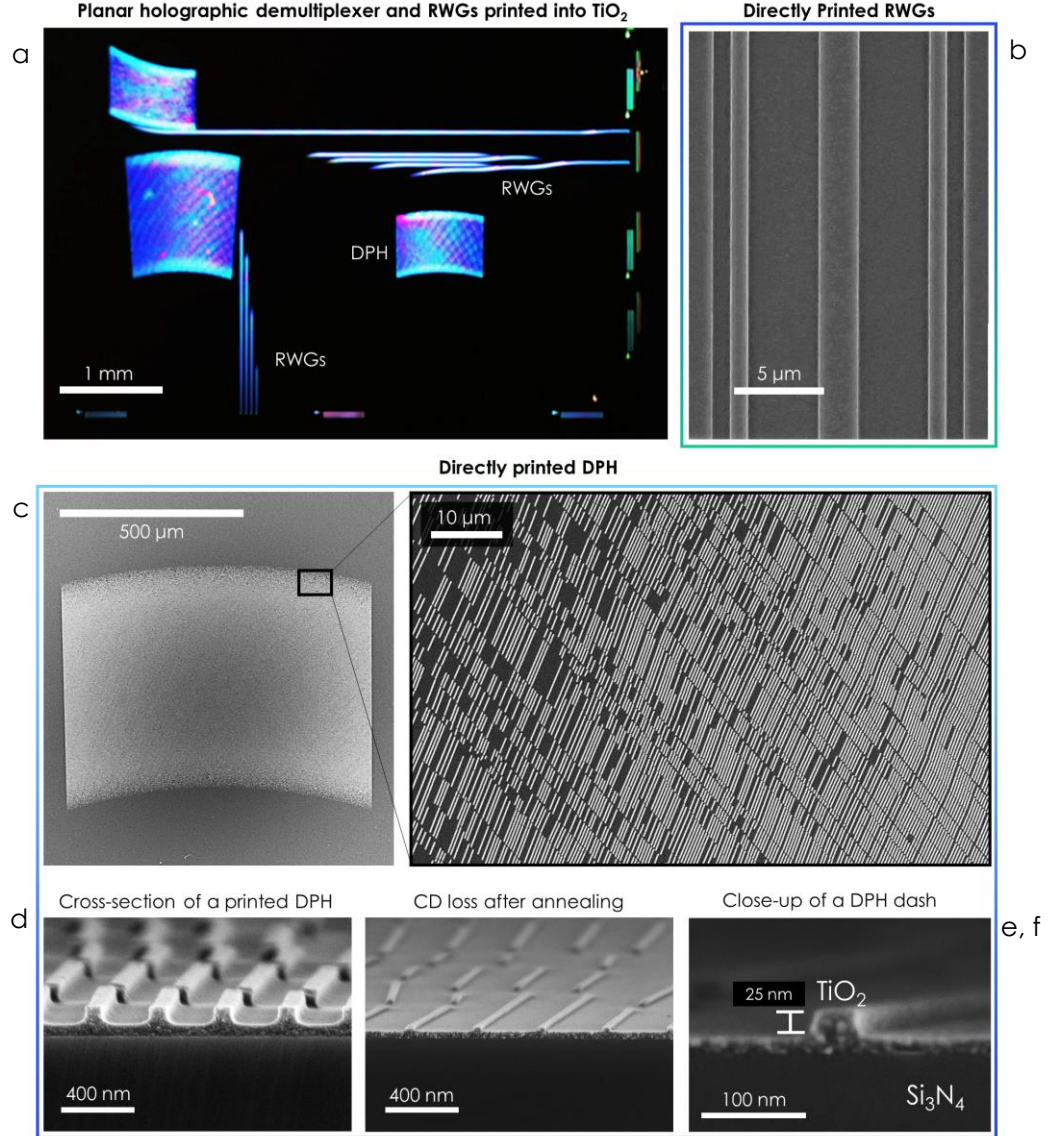 Planar holographic demultiplexer and RWGs printed into TiO₂
Directly Printed RWGs
a
b
RWGs
DPH
RWGs
1 mm
5 µm
Directly printed DPH
c
500 µm
10 µm
Cross-section of a printed DPH
CD loss after annealing
Close-up of a DPH dash
d
e, f
25 nm
TiO₂
400 nm
400 nm
100 nm
Si₃N₄